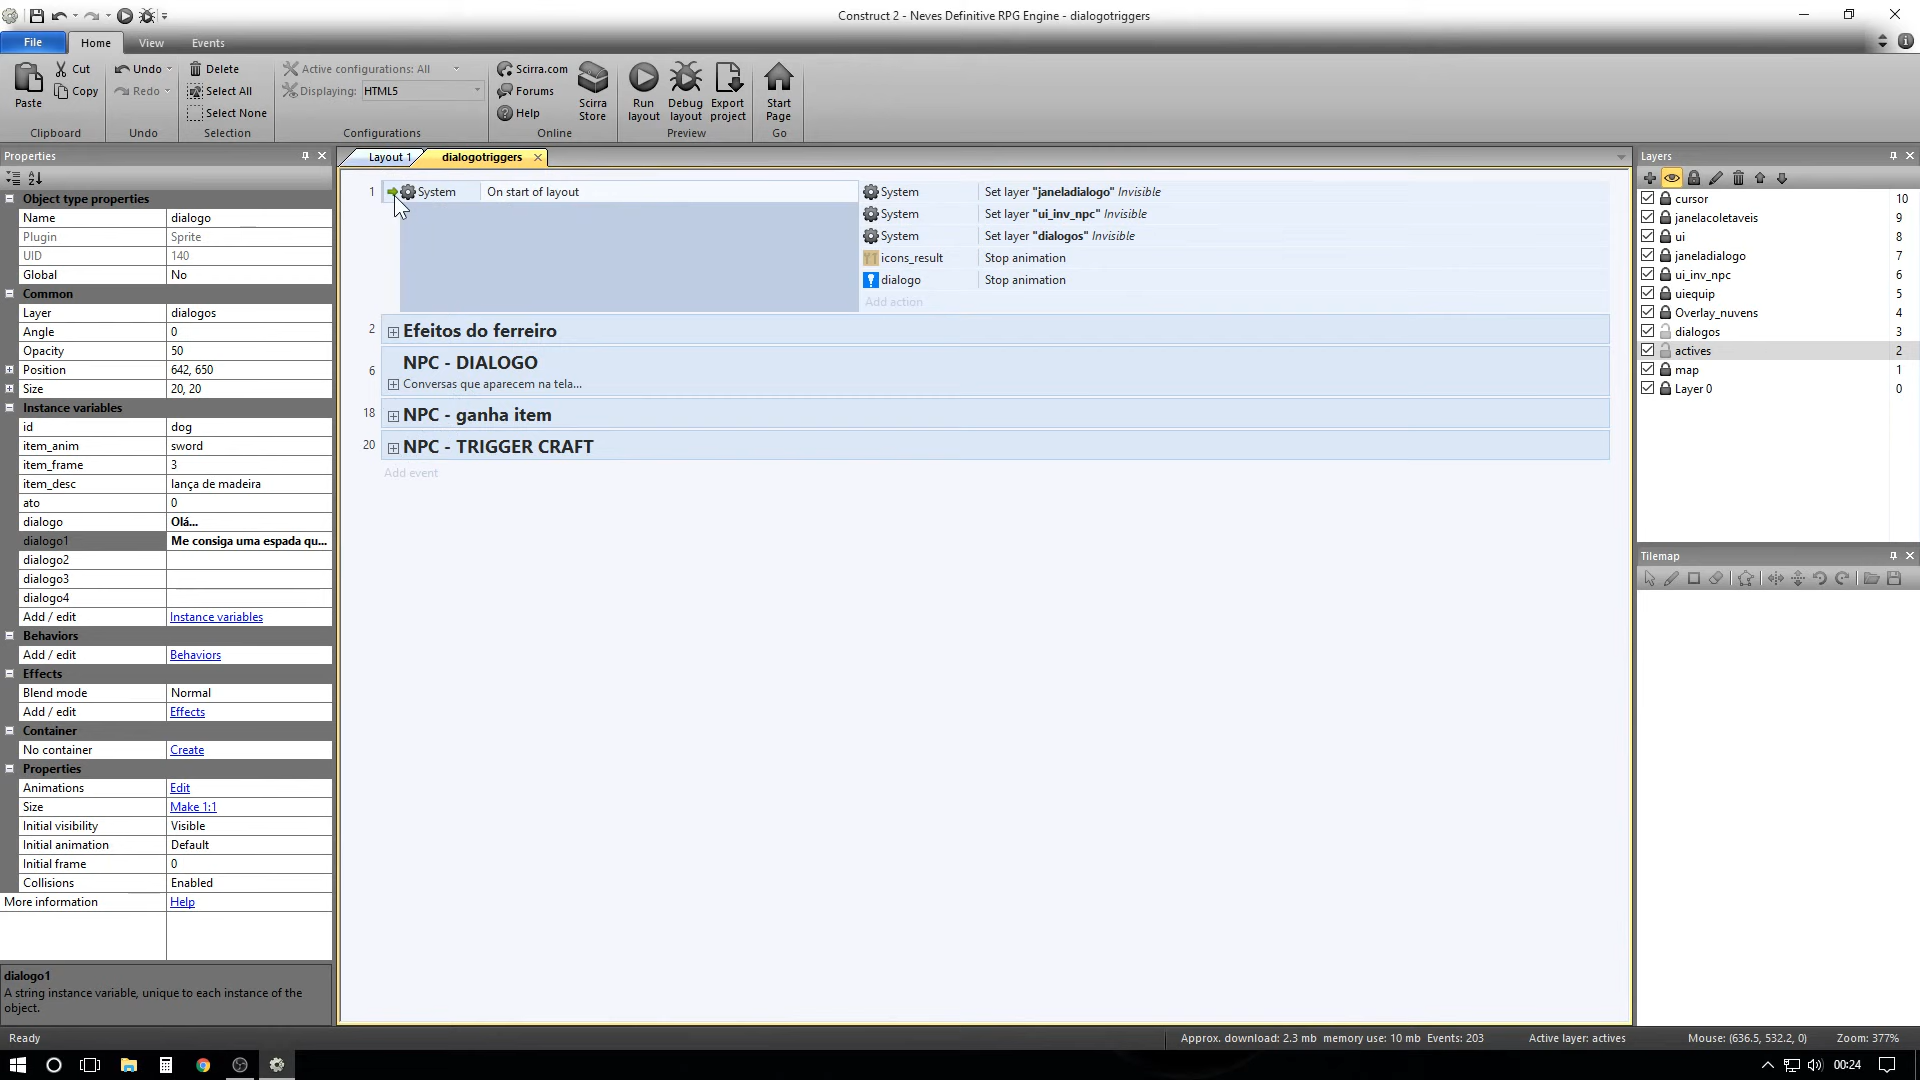 Construct 2 - Neves Definitive RPG Engine - dialogotriggers
File
Home
View
Events
Paste
Cut
Copy
Clipboard
Undo
Redo
Undo
Delete
Select All
Select None
Selection
Active configurations: All
Displaying: HTML5
Configurations
Scirra.com
Forums
Help
Scirra Store
Online
Run layout
Debug layout
Export project
Preview
Start Page
Go
Properties
Object type properties
Name dialogo
Plugin Sprite
UID 140
Global No
Common
Layer dialogos
Angle 0
Opacity 50
Position 642, 650
Size 20, 20
Instance variables
id dog
item_anim sword
item_frame 3
item_desc lança de madeira
ato 0
dialogo Olá...
dialogo1 Me consiga uma espada qu...
dialogo2
dialogo3
dialogo4
Add / edit Instance variables
Behaviors
Add / edit Behaviors
Effects
Blend mode Normal
Add / edit Effects
Container
No container Create
Properties
Animations Edit
Size Make 1:1
Initial visibility Visible
Initial animation Default
Initial frame 0
Collisions Enabled
More information Help
dialogo1
A string instance variable, unique to each instance of the
object.
Layout 1
dialogotriggers
1 System On start of layout
System Set layer "janeladialogo" Invisible
System Set layer "ui_inv_npc" Invisible
System Set layer "dialogos" Invisible
icons_result Stop animation
dialogo Stop animation
Add action
2 Efeitos do ferreiro
6 NPC - DIALOGO
Conversas que aparecem na tela...
18 NPC - ganha item
20 NPC - TRIGGER CRAFT
Add event
Layers
cursor 10
janelacoletaveis 9
ui 8
janeladialogo 7
ui_inv_npc 6
uiequip 5
Overlay_nuvens 4
dialogos 3
actives 2
map 1
Layer 0 0
Tilemap
Ready
Approx. download: 2.3 mb memory use: 10 mb Events: 203
Active layer: actives
Mouse: (636.5, 532.2, 0)
Zoom: 377%
00:24